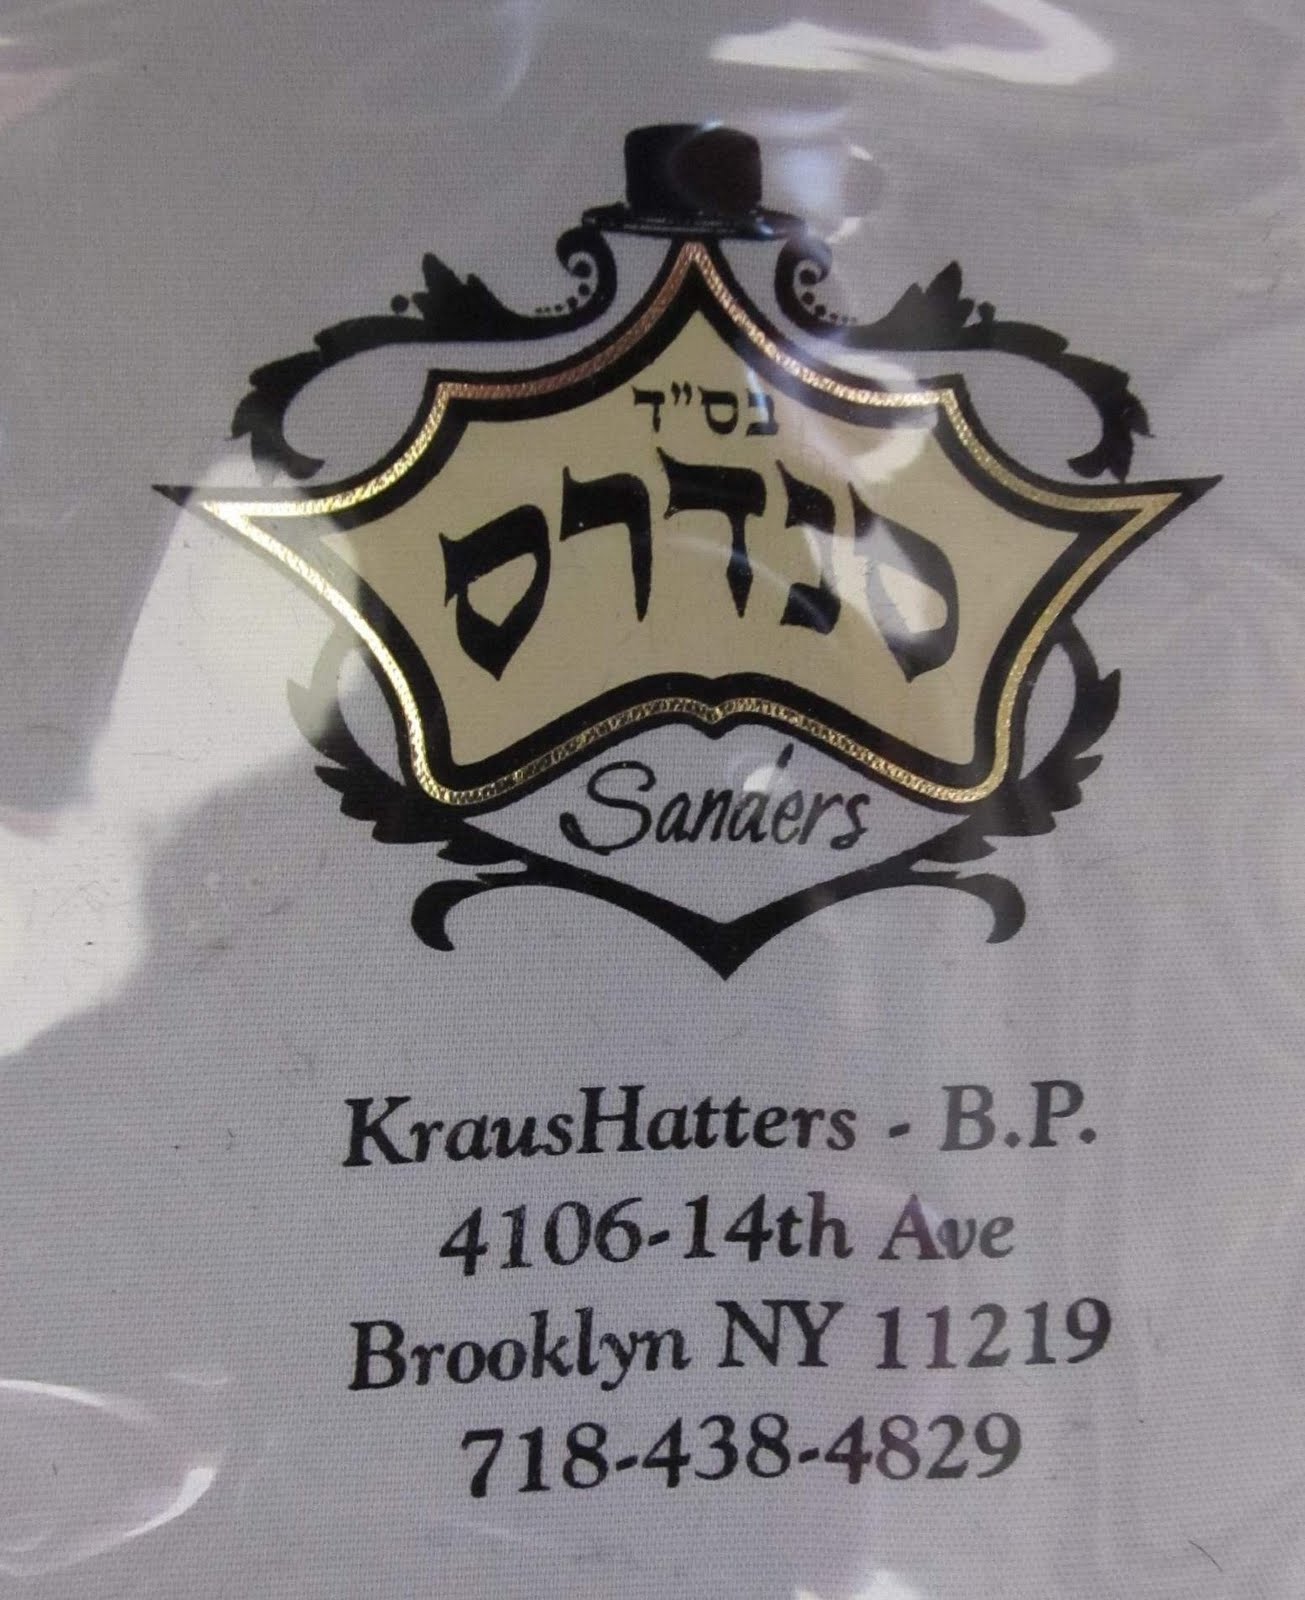 בס"ד
סנדרס
Sanders
KrausHatters - B.P.
4106-14th Ave
Brooklyn NY 11219
718-438-4829